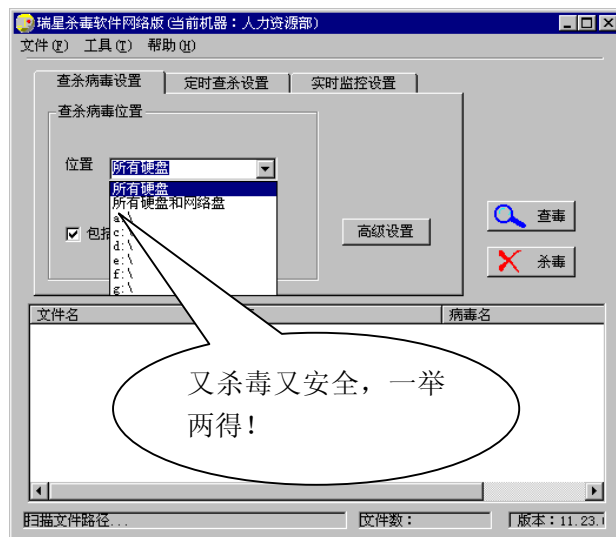 瑞星杀毒软件网络版(当前机器：人力资源部)
文件(F) 工具(T) 帮助(H)
查杀病毒设置 定时查杀设置 实时监控设置
查杀病毒位置
位置 所有硬盘
所有硬盘
所有硬盘和网络盘
a:\
c:\
d:\
e:\
f:\
g:\
包括
高级设置
查毒
杀毒
文件名 病毒名
又杀毒又安全，一举
两得！
扫描文件路径... 文件数： 版本：11.23.